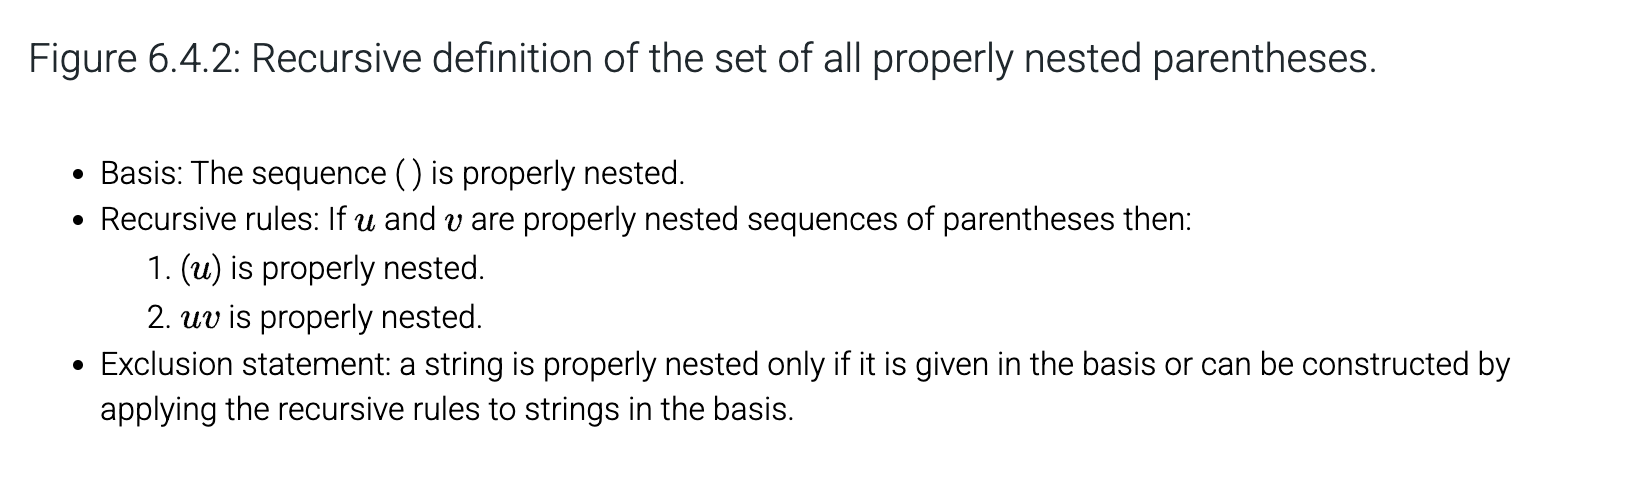 Figure 6.4.2: Recursive definition of the set of all properly nested parentheses.
• Basis: The sequence () is properly nested.
• Recursive rules: If u and v are properly nested sequences of parentheses then:
1. (u) is properly nested.
2. uv is properly nested.
• Exclusion statement: a string is properly nested only if it is given in the basis or can be constructed by
applying the recursive rules to strings in the basis.